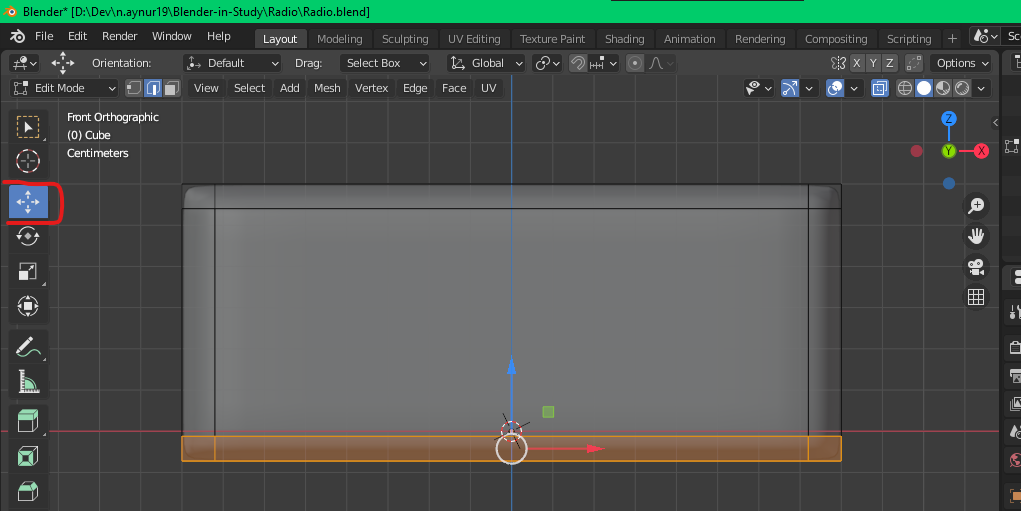 Blender* [D:\Dev\n.aynur19\Blender-in-Study\Radio\Radio.blend]
File Edit Render Window Help Layout Modeling Sculpting UV Editing Texture Paint Shading Animation Rendering Compositing Scripting + Sc
Orientation: Default Drag: Select Box Global X Y Z Options
Edit Mode View Select Add Mesh Vertex Edge Face UV
Front Orthographic
(0) Cube
Centimeters
Z
Y X